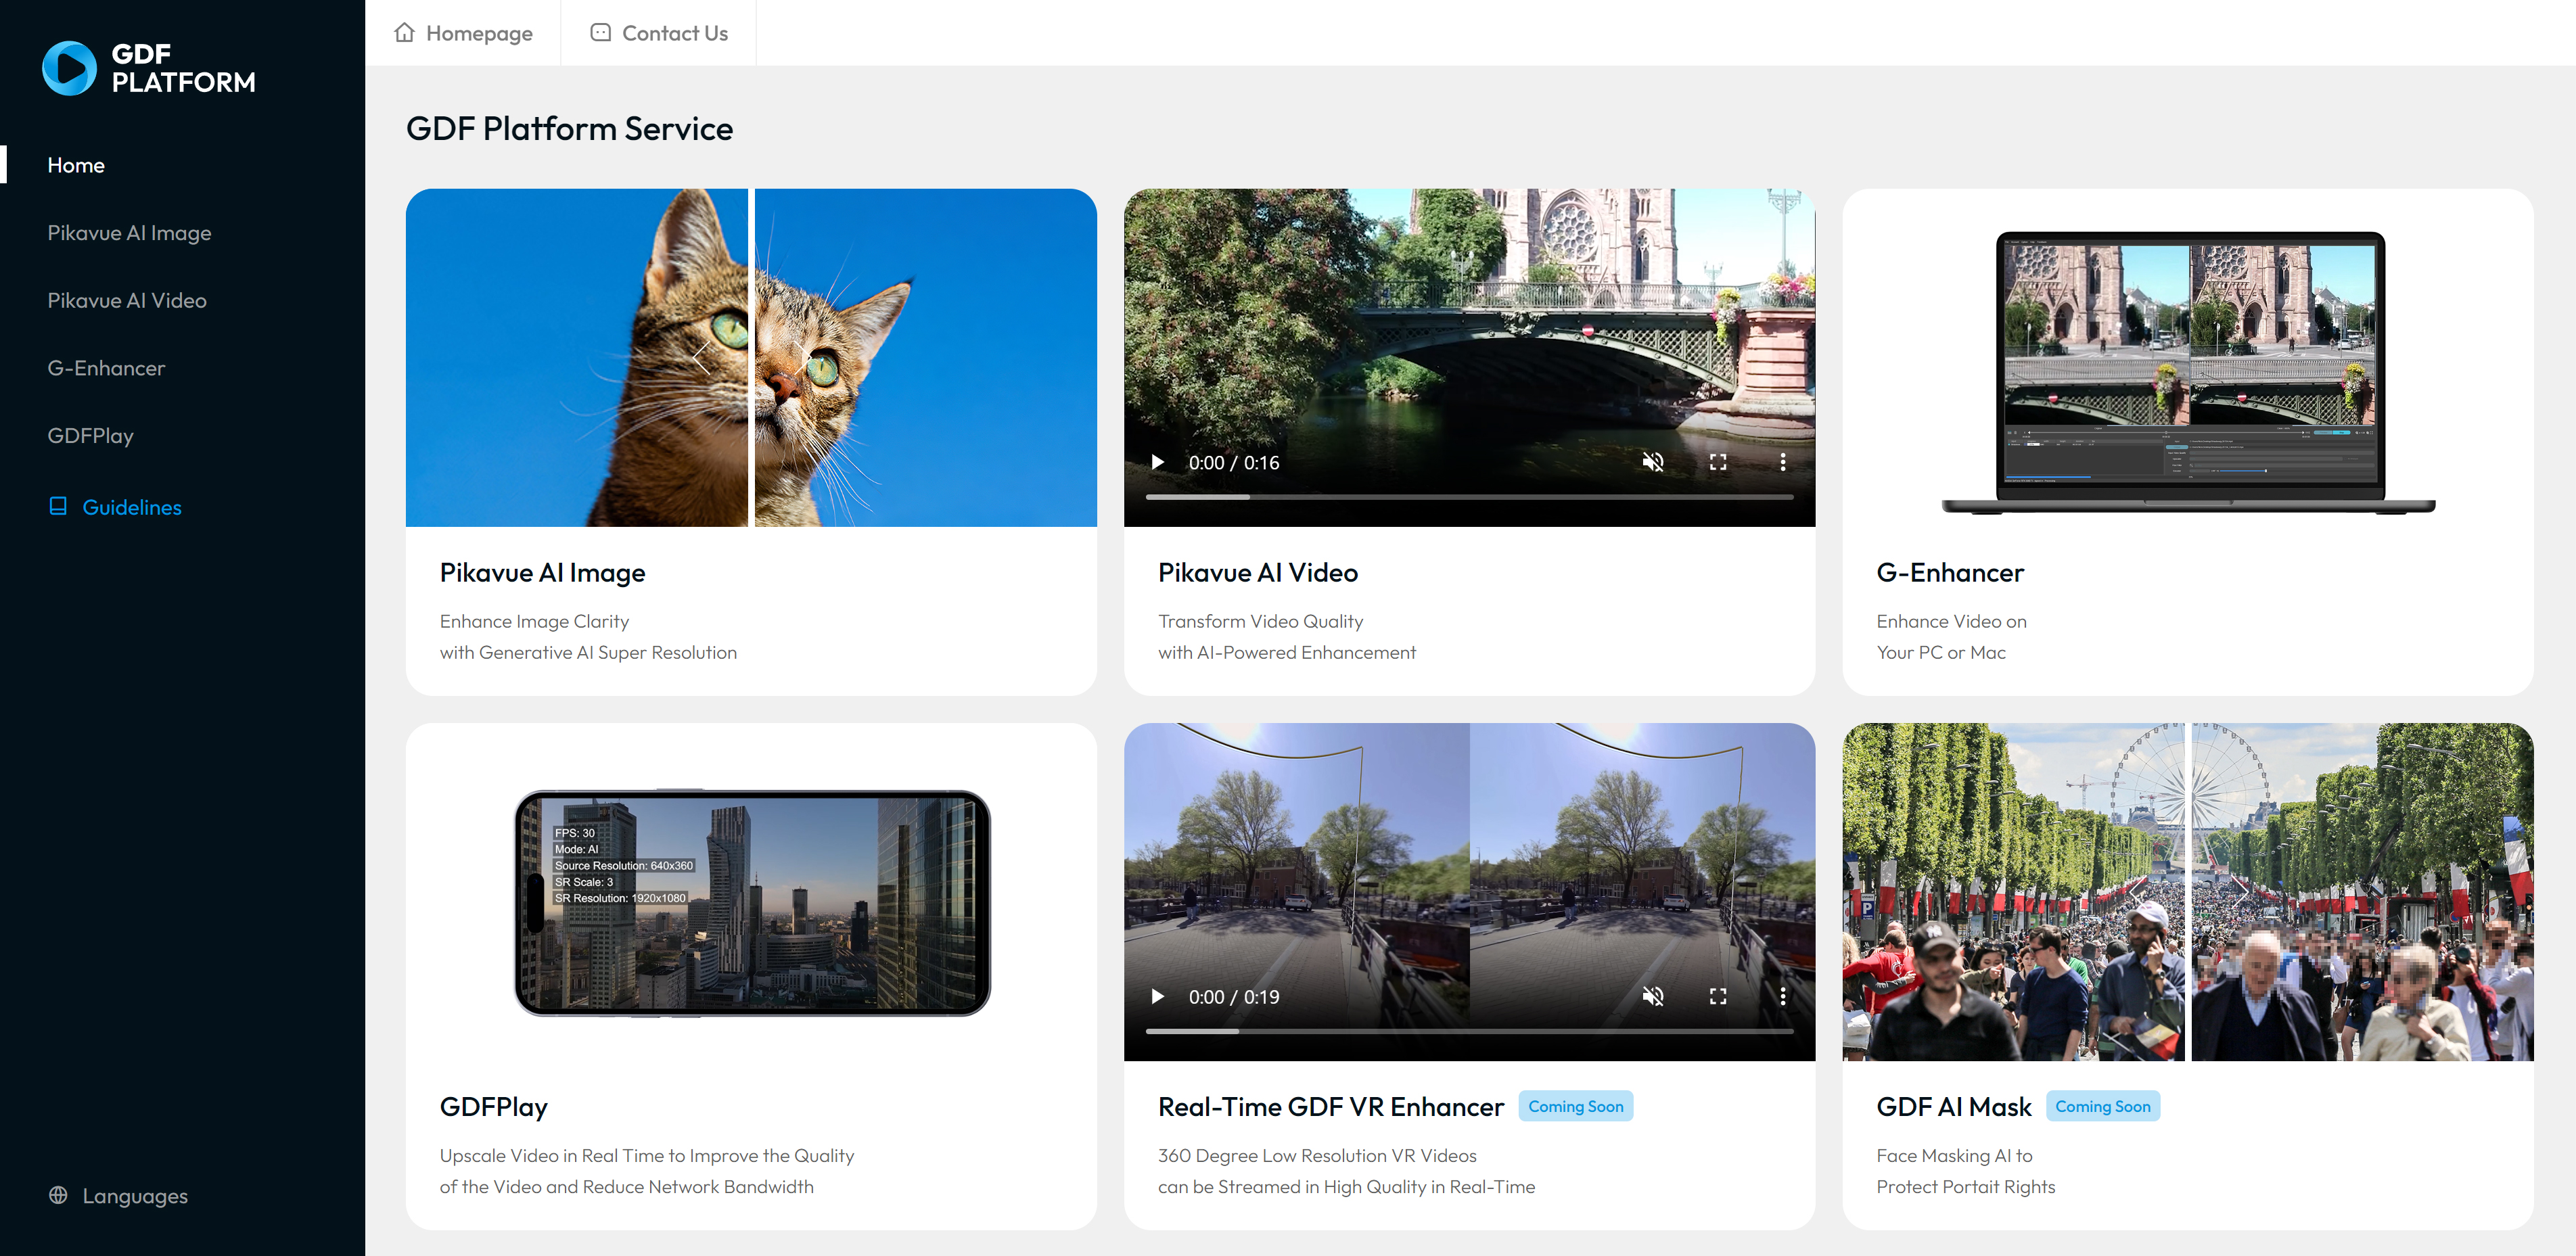 GDF
PLATFORM
Home
Pikavue AI Image
Pikavue AI Video
G-Enhancer
GDFPlay
Guidelines
Languages
Homepage
Contact Us
GDF Platform Service
0:00 / 0:16
Pikavue AI Image
Enhance Image Clarity
with Generative AI Super Resolution
Pikavue AI Video
Transform Video Quality
with AI-Powered Enhancement
G-Enhancer
Enhance Video on
Your PC or Mac
FPS: 30
Mode: AI
Source Resolution: 640x360
SR Scale: 3
SR Resolution: 1920x1080
0:00 / 0:19
P
GDFPlay
Upscale Video in Real Time to Improve the Quality
of the Video and Reduce Network Bandwidth
Real-Time GDF VR Enhancer
Coming Soon
360 Degree Low Resolution VR Videos
can be Streamed in High Quality in Real-Time
GDF AI Mask
Coming Soon
Face Masking AI to
Protect Portait Rights